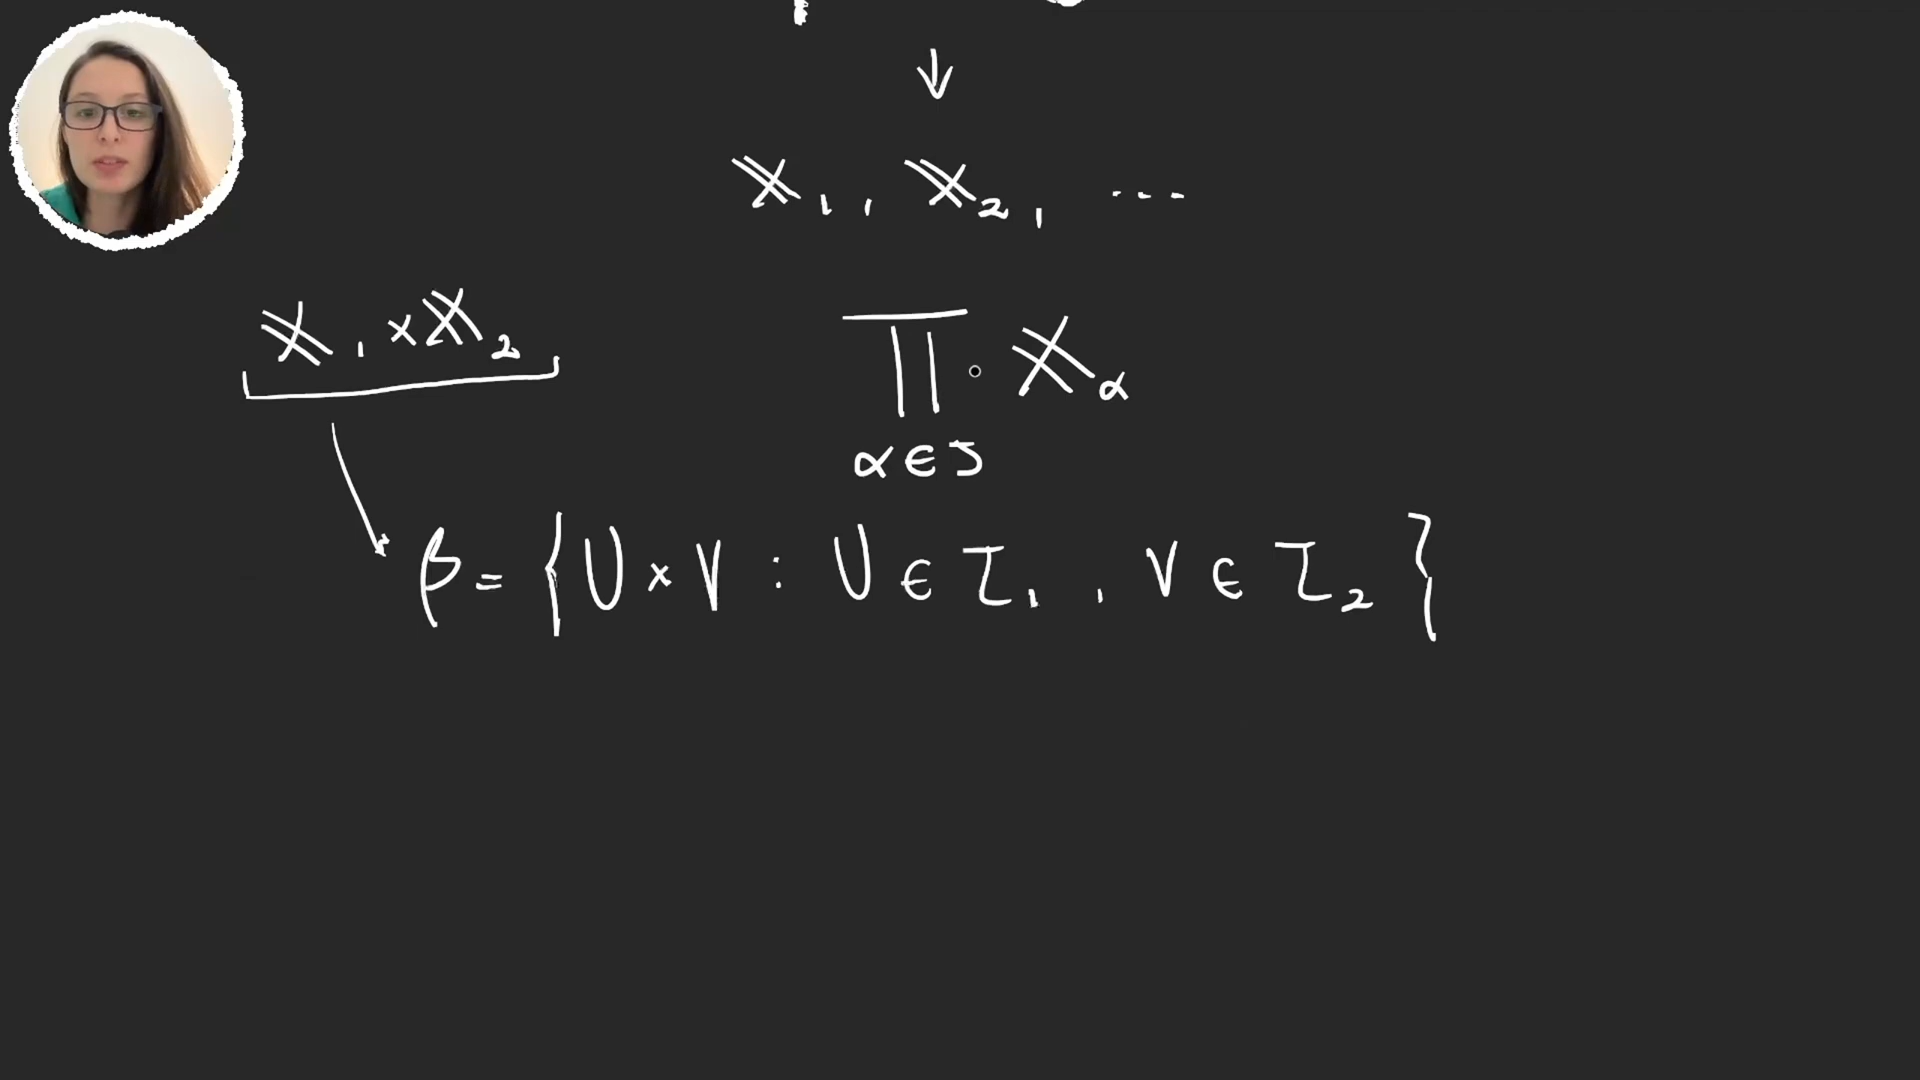 𝕏₁, 𝕏₂, ...
𝕏₁ × 𝕏₂
∏ 𝕏_α
α ∈ J
β = { U × V : U ∈ τ₁, V ∈ τ₂ }